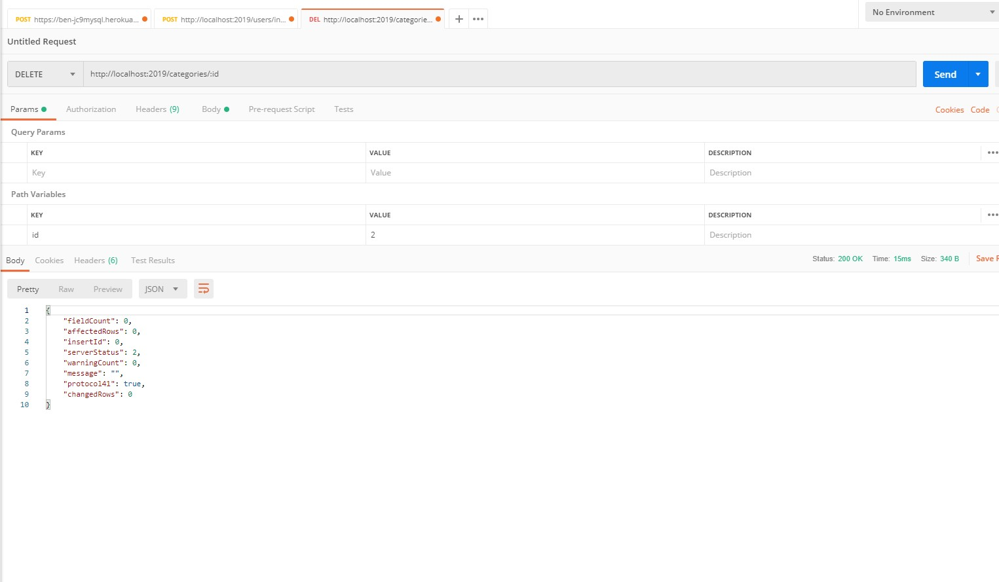 POST https://ben-jc9mysql.herokua... POST http://localhost:2019/users/in... DEL http://localhost:2019/categorie... + ••• No Environment
Untitled Request
DELETE http://localhost:2019/categories/:id Send
Params Authorization Headers (9) Body Pre-request Script Tests Cookies Code
Query Params
KEY VALUE DESCRIPTION •••
Key Value Description
Path Variables
KEY VALUE DESCRIPTION •••
id 2 Description
Body Cookies Headers (6) Test Results Status: 200 OK Time: 15ms Size: 340 B Save
Pretty Raw Preview JSON
1 {
2 "fieldCount": 0,
3 "affectedRows": 0,
4 "insertId": 0,
5 "serverStatus": 2,
6 "warningCount": 0,
7 "message": "",
8 "protocol41": true,
9 "changedRows": 0
10 }